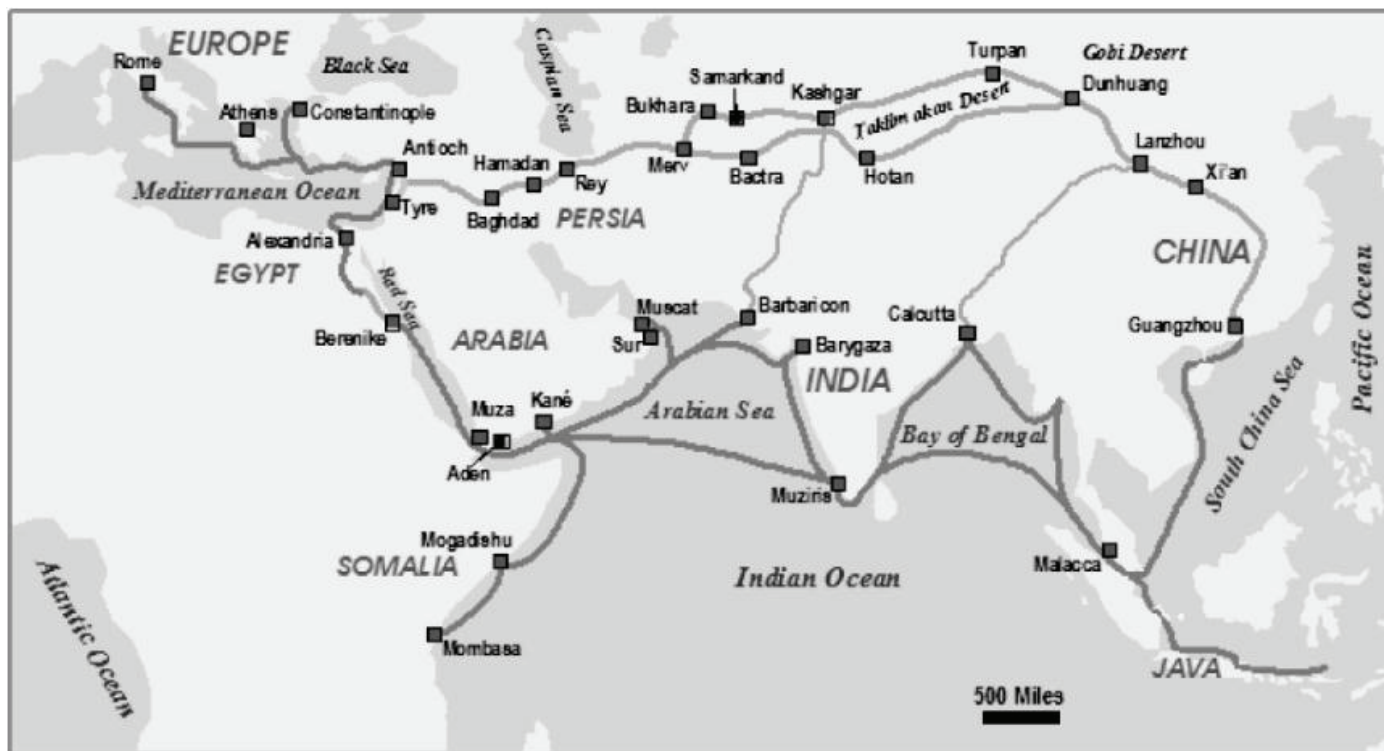 EUROPE
Rome
Black Sea
Caspian Sea
Turpan
Gobi Desert
Dunhuang
Samarkand
Kashgar
Bukhara
Athens
Constantinople
Taklimakan Desert
Antioch
Hamadan
Lanzhou
Merv
Bactra
Hotan
Rey
Xi'an
Mediterranean Ocean
Tyre
Baghdad
PERSIA
Alexandria
EGYPT
CHINA
Red Sea
Pacific Ocean
Muscat
Barbaricon
Calcutta
Guangzhou
Berenike
ARABIA
Sur
Barygaza
INDIA
Kané
Muza
Arabian Sea
Bay of Bengal
South China Sea
Aden
Muziris
Mogadishu
SOMALIA
Malacca
Indian Ocean
Atlantic Ocean
Mombasa
JAVA
500 Miles